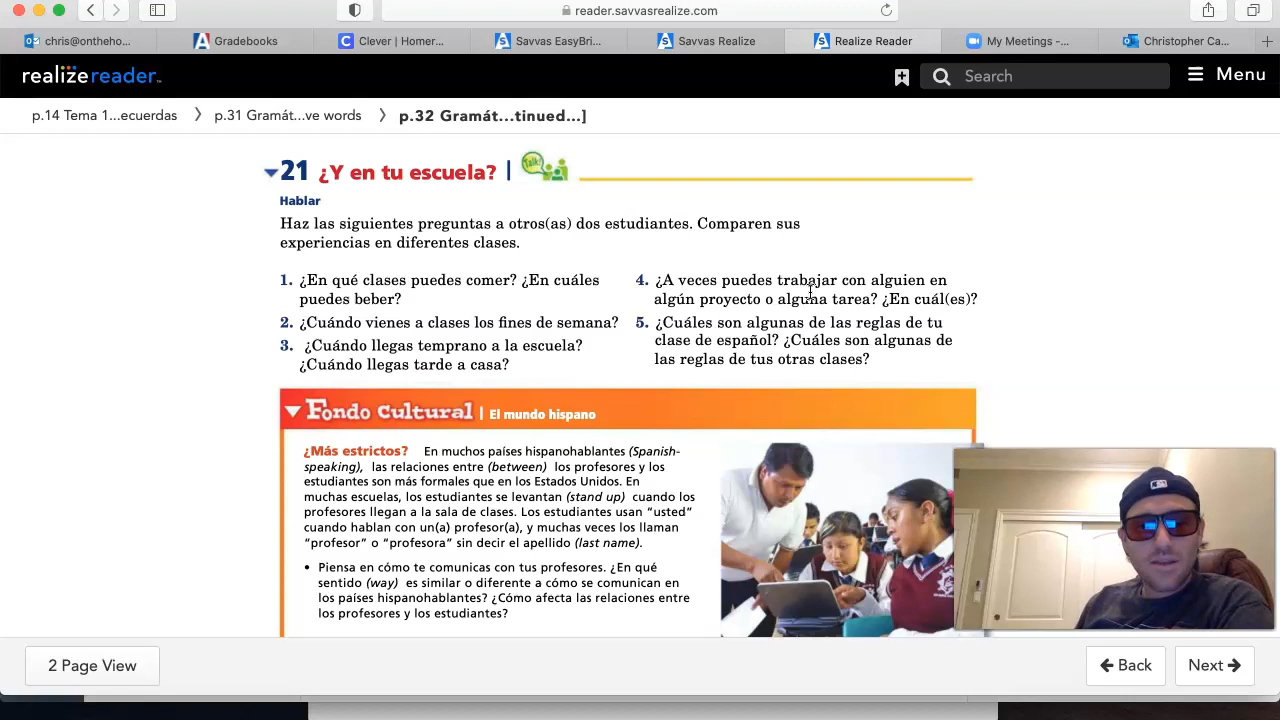 reader.savvasrealize.com
chris@ontheho...
Gradebooks
Clever | Homer...
Savvas EasyBri...
Savvas Realize
Realize Reader
My Meetings –...
Christopher Ca...
realizereader™
Search
Menu
p.14 Tema 1...ecuerdas
p.31 Gramát...ve words
p.32 Gramát...tinued...]
21 ¿Y en tu escuela? |
Talk!
Hablar
Haz las siguientes preguntas a otros(as) dos estudiantes. Comparen sus
experiencias en diferentes clases.
1. ¿En qué clases puedes comer? ¿En cuáles
puedes beber?
2. ¿Cuándo vienes a clases los fines de semana?
3. ¿Cuándo llegas temprano a la escuela?
¿Cuándo llegas tarde a casa?
4. ¿A veces puedes trabajar con alguien en
algún proyecto o alguna tarea? ¿En cuál(es)?
5. ¿Cuáles son algunas de las reglas de tu
clase de español? ¿Cuáles son algunas de
las reglas de tus otras clases?
Fondo Cultural | El mundo hispano
¿Más estrictos? En muchos países hispanohablantes (Spanish-
speaking), las relaciones entre (between) los profesores y los
estudiantes son más formales que en los Estados Unidos. En
muchas escuelas, los estudiantes se levantan (stand up) cuando los
profesores llegan a la sala de clases. Los estudiantes usan “usted”
cuando hablan con un(a) profesor(a), y muchas veces los llaman
“profesor” o “profesora” sin decir el apellido (last name).
• Piensa en cómo te comunicas con tus profesores. ¿En qué
sentido (way) es similar o diferente a cómo se comunican en
los países hispanohablantes? ¿Cómo afecta las relaciones entre
los profesores y los estudiantes?
2 Page View
Back
Next